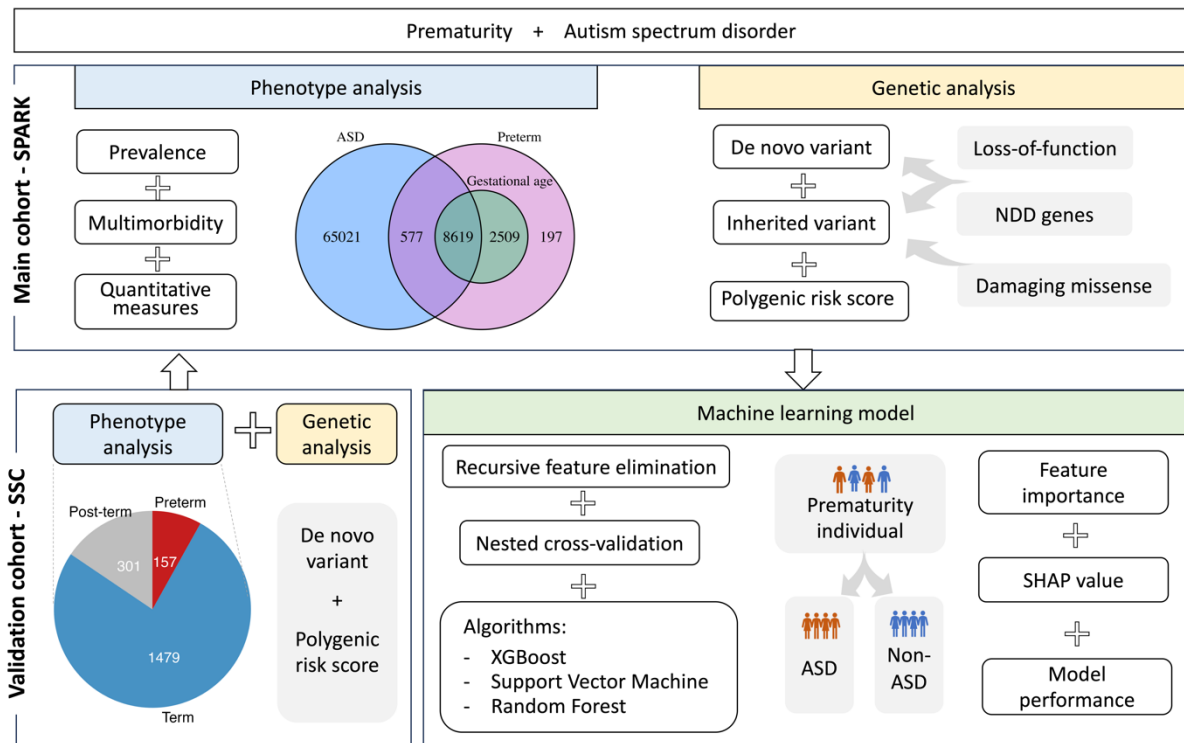 Prematurity + Autism spectrum disorder
Main cohort - SPARK
Phenotype analysis
Prevalence
Multimorbidity
Quantitative
measures
ASD
Preterm
Gestational age
65021
577
8619
2509
197
Genetic analysis
De novo variant
Inherited variant
Polygenic risk score
Loss-of-function
NDD genes
Damaging missense
Validation cohort - SSC
Phenotype
analysis
Genetic
analysis
Post-term
Preterm
301
157
1479
Term
De novo
variant
+
Polygenic
risk score
Machine learning model
Recursive feature elimination
Nested cross-validation
Algorithms:
- XGBoost
- Support Vector Machine
- Random Forest
Prematurity
individual
ASD
Non-
ASD
Feature
importance
SHAP value
Model
performance